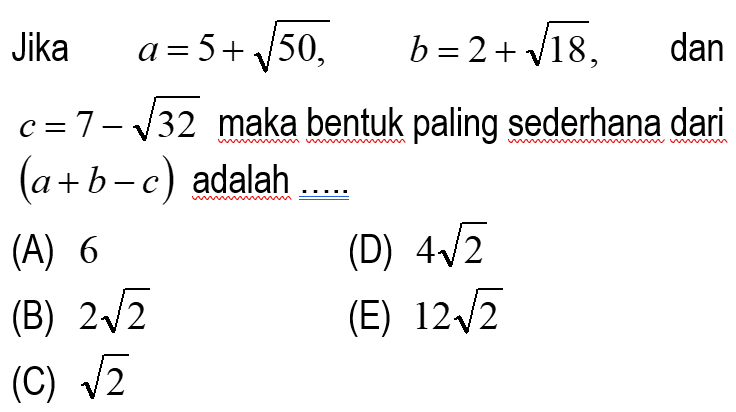 Jika a = 5 + √50, b = 2 + √18, dan
c = 7 − √32 maka bentuk paling sederhana dari
(a + b − c) adalah .....
(A) 6 (D) 4√2
(B) 2√2 (E) 12√2
(C) √2